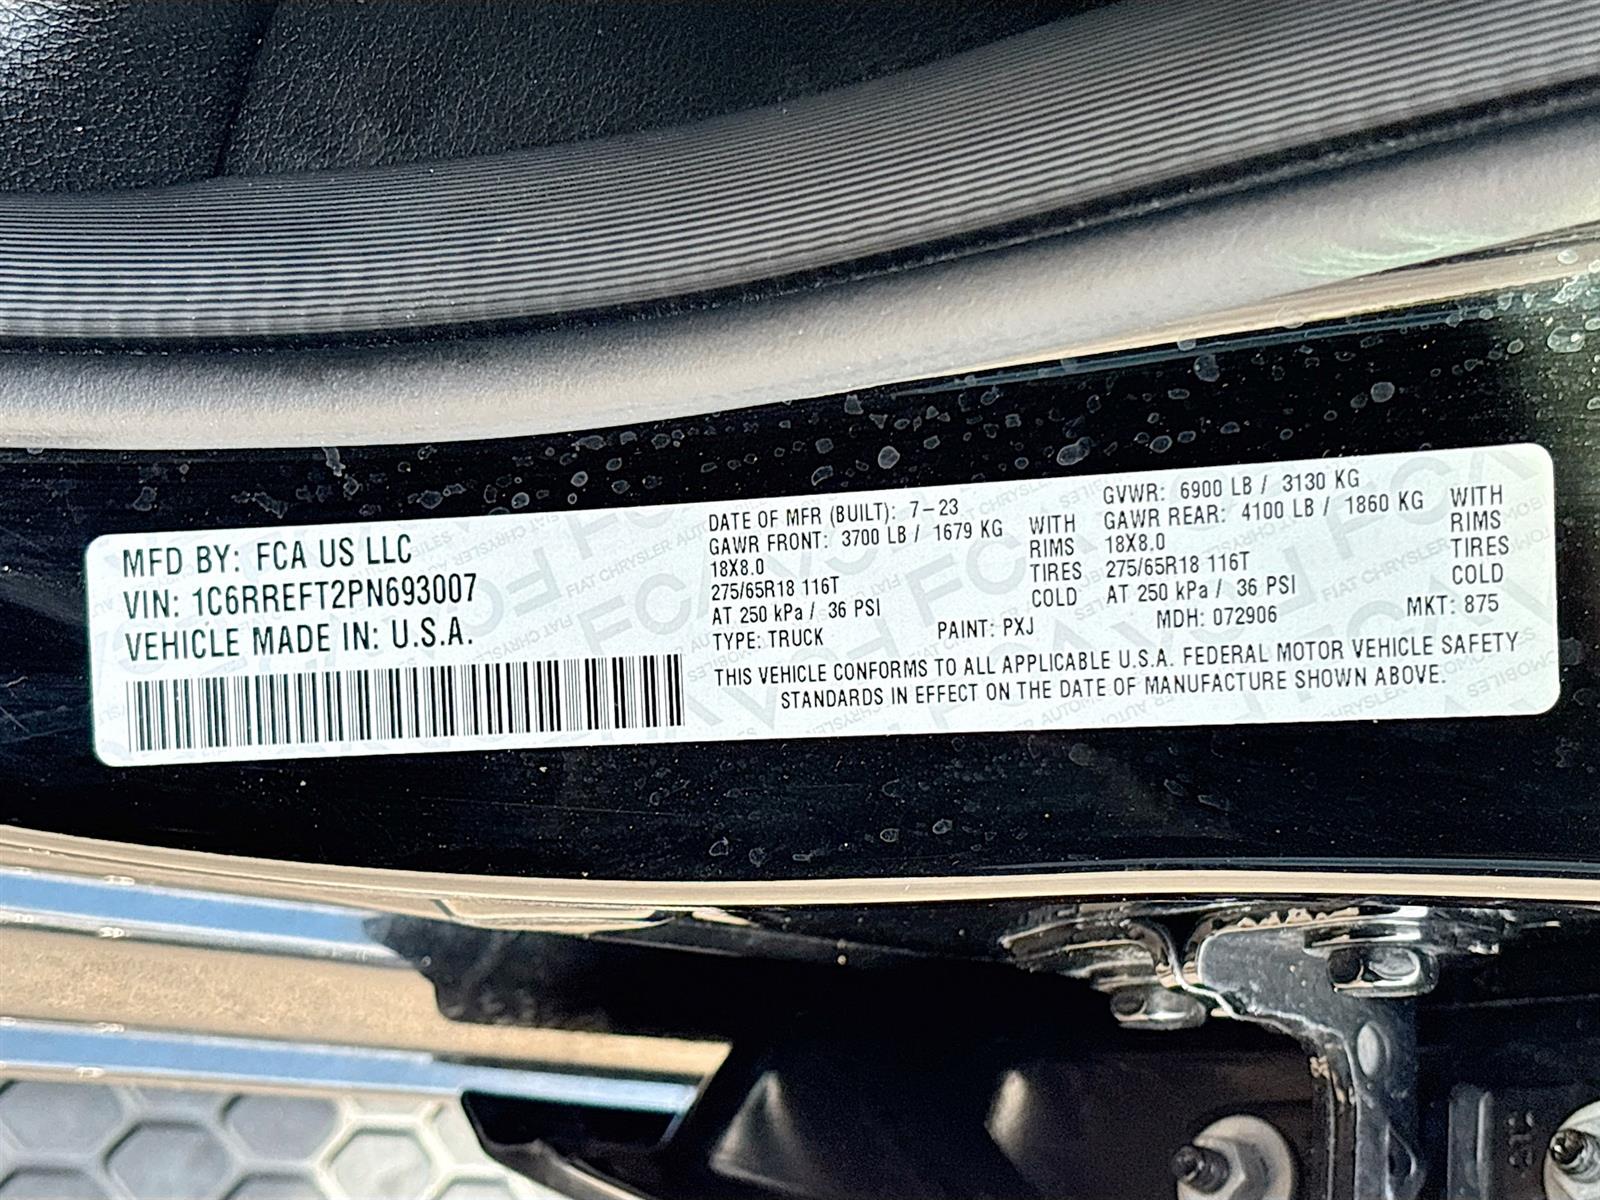 MFD BY: FCA US LLC
VIN: 1C6RREFT2PN693007
VEHICLE MADE IN: U.S.A.
DATE OF MFR (BUILT): 7-23
GAWR FRONT: 3700 LB / 1679 KG
18X8.0
275/65R18 116T
AT 250 kPa / 36 PSI
WITH
RIMS
TIRES
COLD
GVWR: 6900 LB / 3130 KG
GAWR REAR: 4100 LB / 1860 KG
18X8.0
275/65R18 116T
AT 250 kPa / 36 PSI
WITH
RIMS
TIRES
COLD
TYPE: TRUCK PAINT: PXJ MDH: 072906 MKT: 875
THIS VEHICLE CONFORMS TO ALL APPLICABLE U.S.A. FEDERAL MOTOR VEHICLE SAFETY
STANDARDS IN EFFECT ON THE DATE OF MANUFACTURE SHOWN ABOVE.